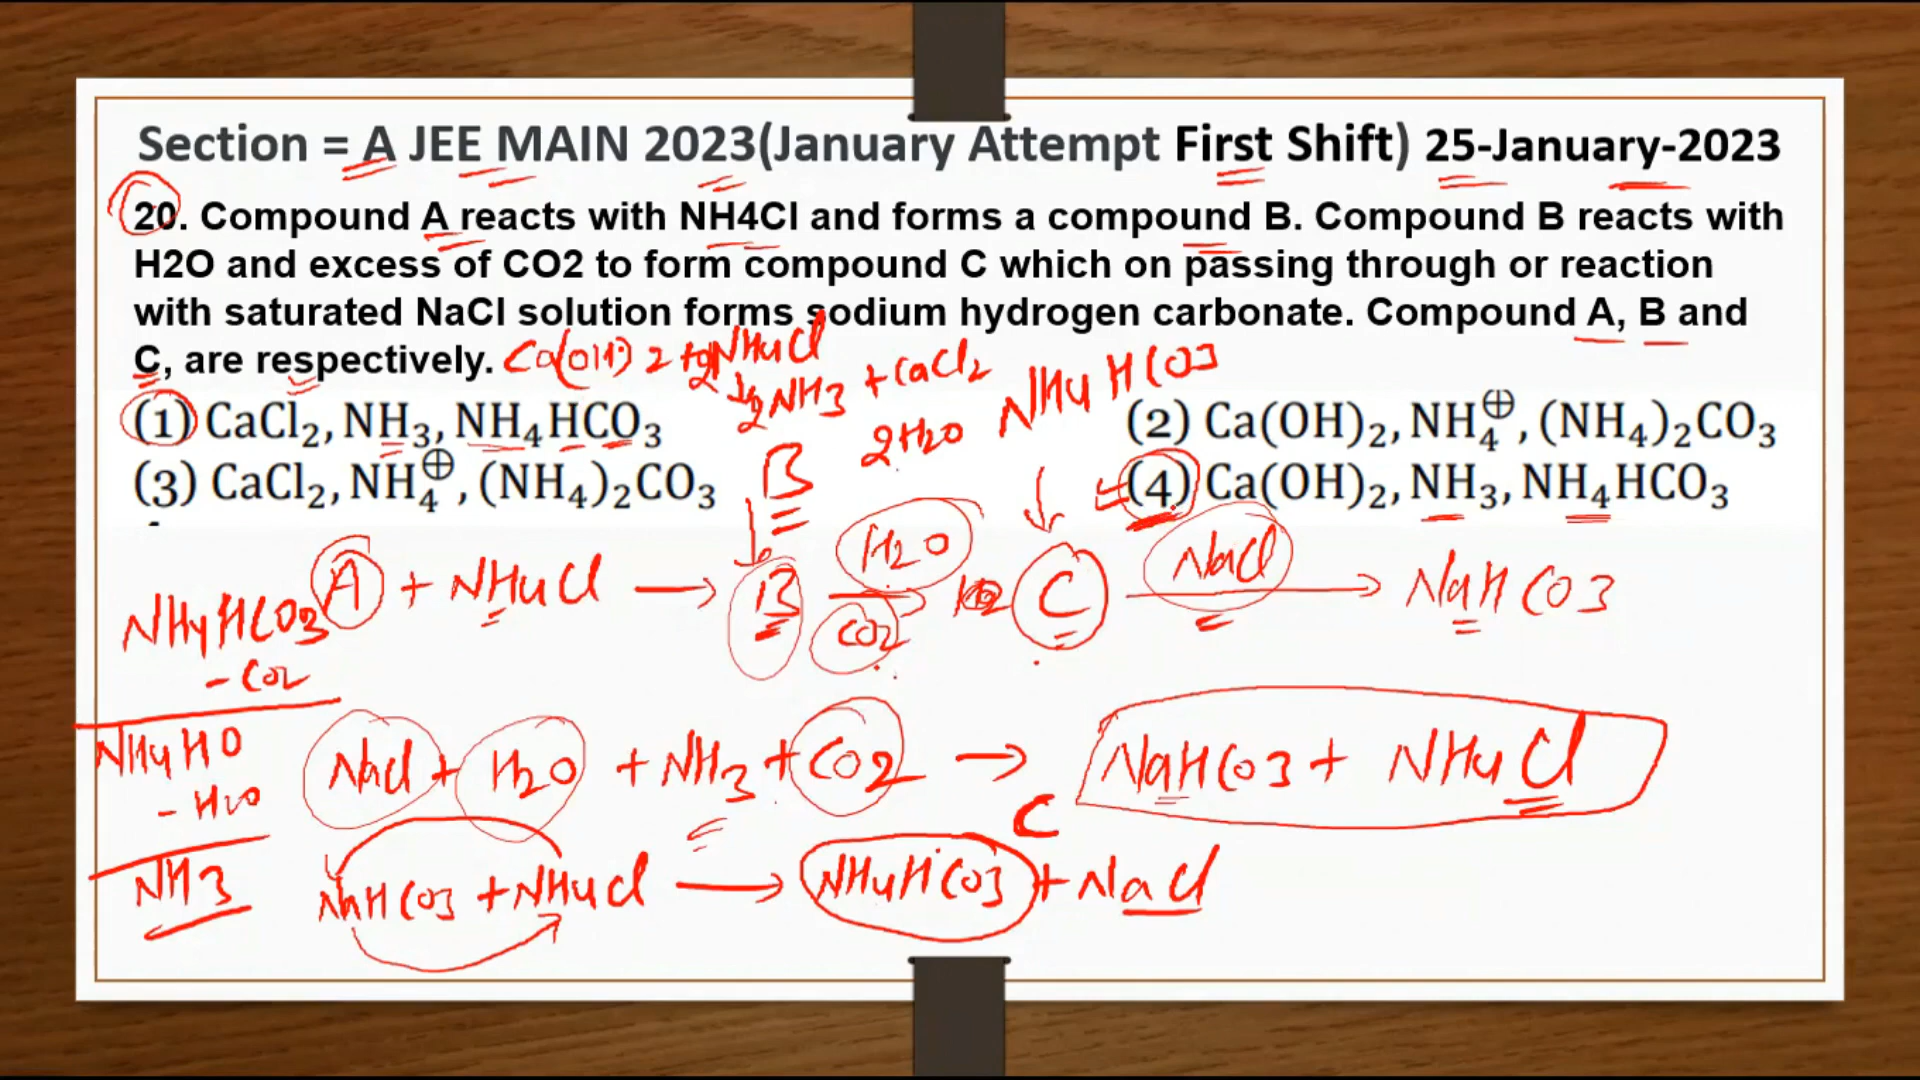 Section = A JEE MAIN 2023(January Attempt First Shift) 25-January-2023
20. Compound A reacts with NH4Cl and forms a compound B. Compound B reacts with
H2O and excess of CO2 to form compound C which on passing through or reaction
with saturated NaCl solution forms sodium hydrogen carbonate. Compound A, B and
C, are respectively. Ca(OH)2 + 2NH4Cl
2NH3 + CaCl2
2H2O
NH4HCO3
(1) CaCl₂, NH₃, NH₄HCO₃ (2) Ca(OH)₂, NH₄⊕, (NH₄)₂CO₃
(3) CaCl₂, NH₄⊕, (NH₄)₂CO₃ (4) Ca(OH)₂, NH₃, NH₄HCO₃
B
A + NH4Cl → B H2O CO2 → C NaCl → NaHCO3
NH4HCO3
- CO2
NH4HO
- H2O
NH3
NaCl + H2O + NH3 + CO2 → NaHCO3 + NH4Cl
C
NaHCO3 + NH4Cl → NH4HCO3 + NaCl